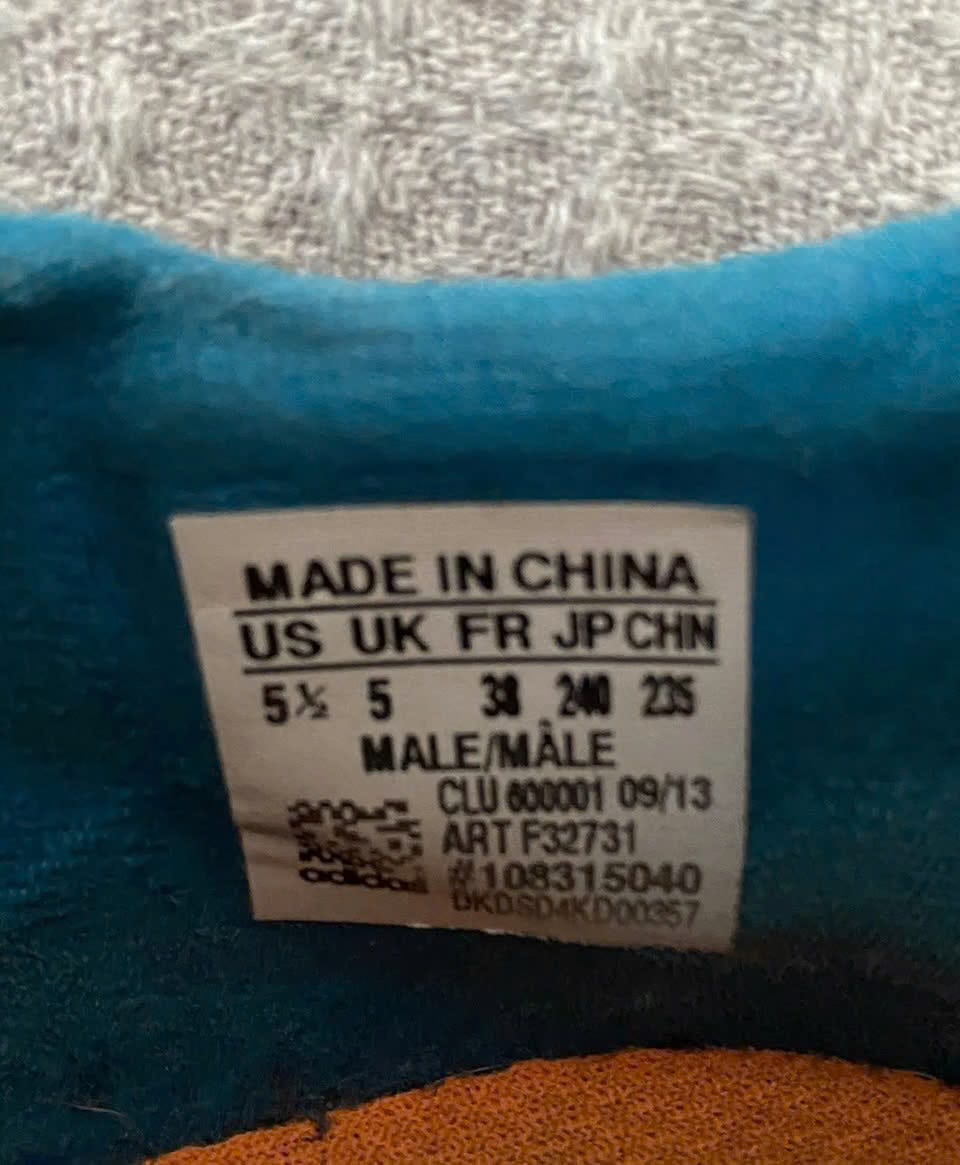 MADE IN CHINA
US UK FR JP CHN
5½ 5 38 240 235
MALE/MÂLE
CLU 600001 09/13
ART F32731
#108315040
DKDSD4KD00357